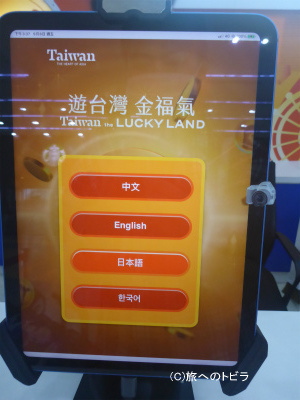 Taiwan
THE HEART OF ASIA
遊台灣 金福氣
Taiwan the LUCKY LAND
中文
English
日本語
한국어
(C)旅へのトビラ